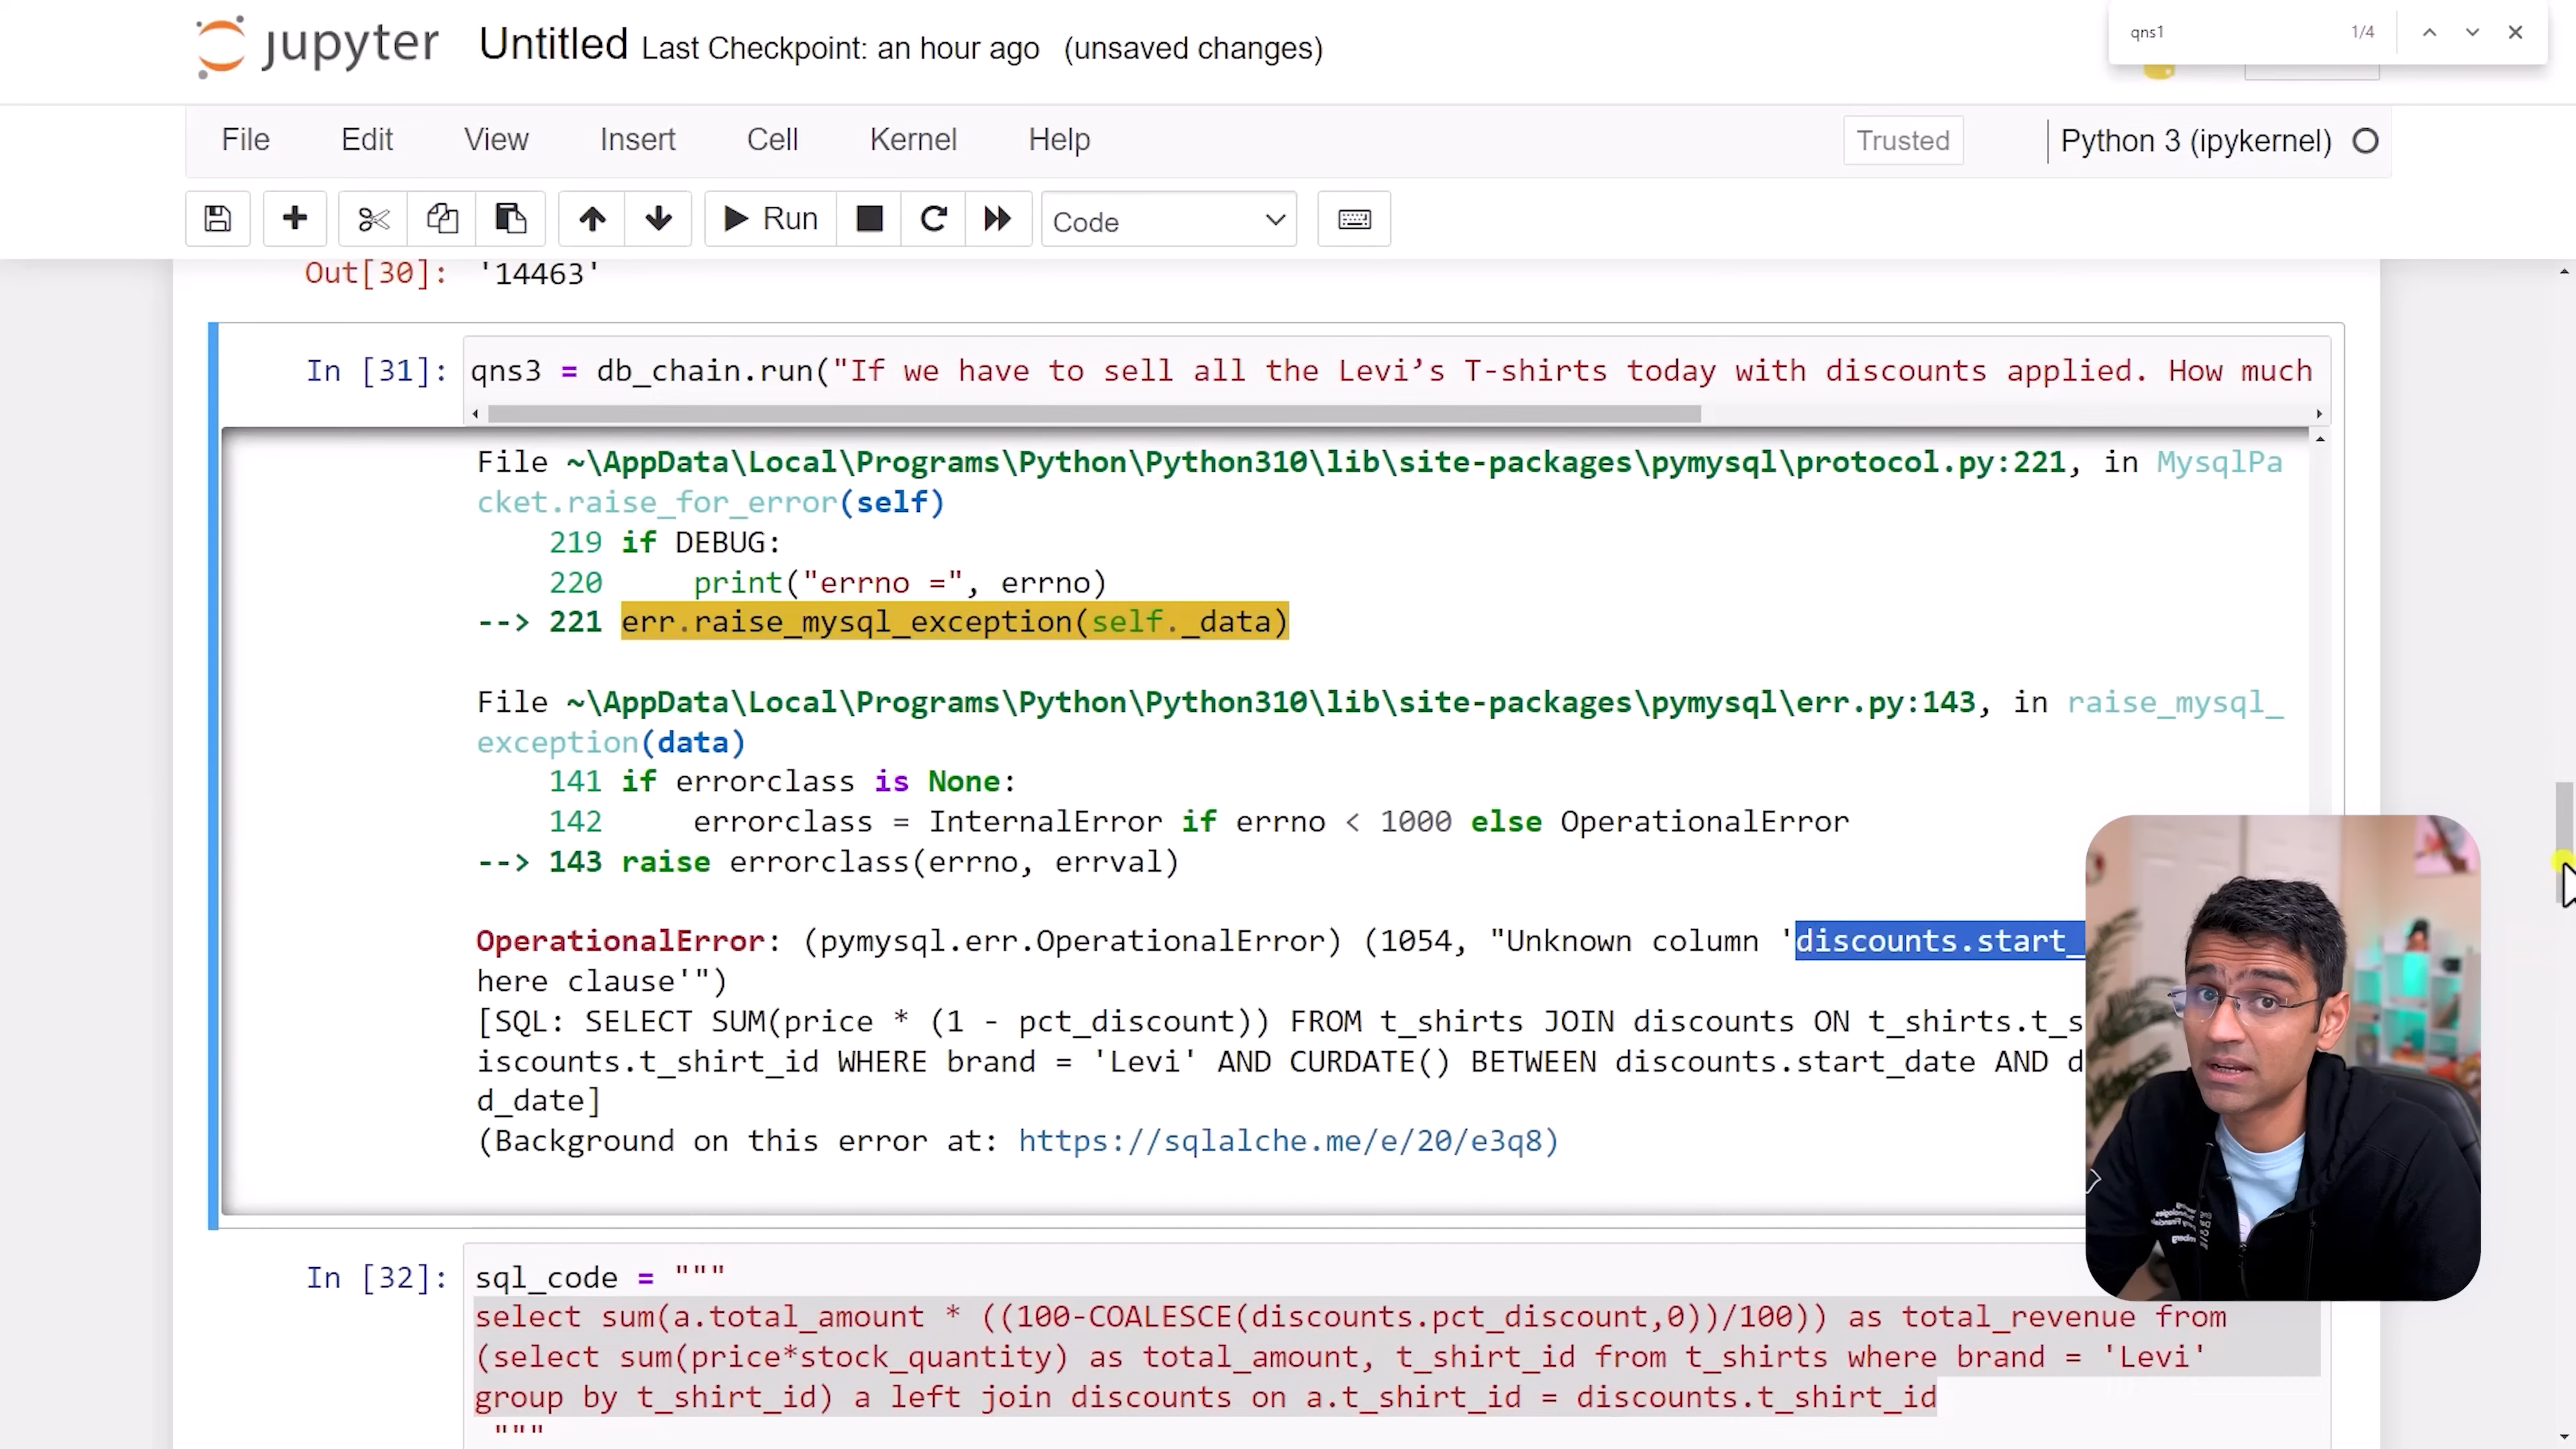 jupyter Untitled Last Checkpoint: an hour ago (unsaved changes)
qns1 1/4
File Edit View Insert Cell Kernel Help Trusted Python 3 (ipykernel)
Run Code
Out[30]: '14463'
In [31]: qns3 = db_chain.run("If we have to sell all the Levi’s T-shirts today with discounts applied. How much
File ~\AppData\Local\Programs\Python\Python310\lib\site-packages\pymysql\protocol.py:221, in MysqlPa
cket.raise_for_error(self)
219 if DEBUG:
220     print("errno =", errno)
--> 221 err.raise_mysql_exception(self._data)
File ~\AppData\Local\Programs\Python\Python310\lib\site-packages\pymysql\err.py:143, in raise_mysql_
exception(data)
141 if errorclass is None:
142     errorclass = InternalError if errno < 1000 else OperationalError
--> 143 raise errorclass(errno, errval)
OperationalError: (pymysql.err.OperationalError) (1054, "Unknown column 'discounts.start_
here clause'")
[SQL: SELECT SUM(price * (1 - pct_discount)) FROM t_shirts JOIN discounts ON t_shirts.t_s
iscounts.t_shirt_id WHERE brand = 'Levi' AND CURDATE() BETWEEN discounts.start_date AND d
d_date]
(Background on this error at: https://sqlalche.me/e/20/e3q8)
In [32]: sql_code = """
select sum(a.total_amount * ((100-COALESCE(discounts.pct_discount,0))/100)) as total_revenue from
(select sum(price*stock_quantity) as total_amount, t_shirt_id from t_shirts where brand = 'Levi'
group by t_shirt_id) a left join discounts on a.t_shirt_id = discounts.t_shirt_id
"""